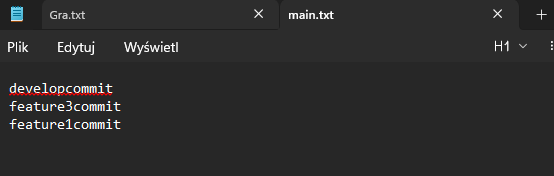 Gra.txt
main.txt
Plik Edytuj Wyświetl H1
developcommit
feature3commit
feature1commit